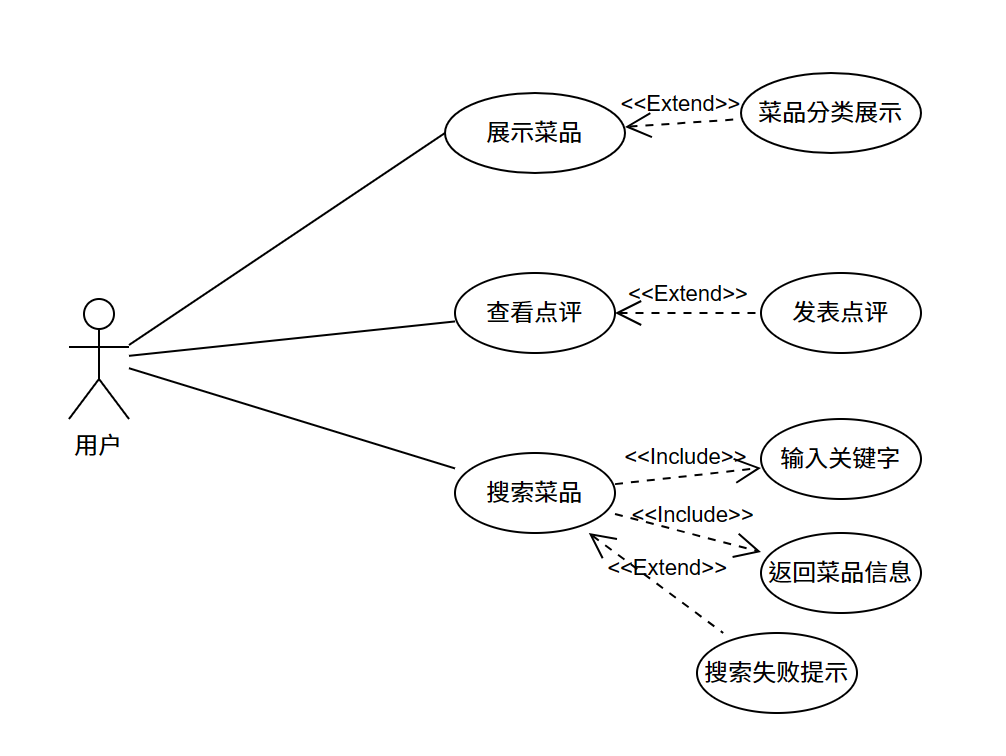 <<Extend>>
菜品分类展示
展示菜品
<<Extend>>
查看点评
发表点评
用户
<<Include>>
输入关键字
搜索菜品
<<Include>>
<<Extend>>
返回菜品信息
搜索失败提示